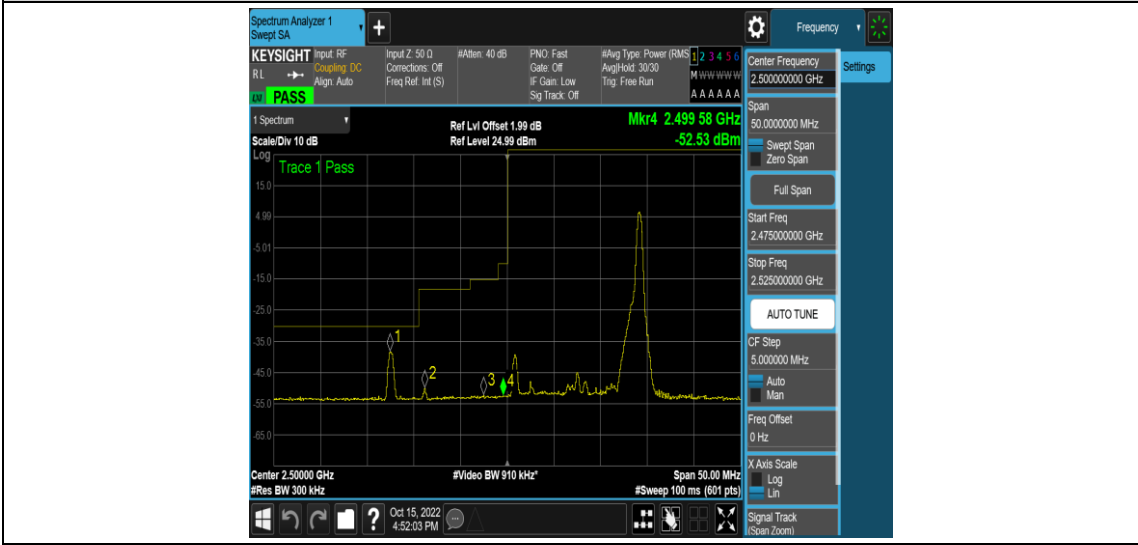 Spectrum Analyzer 1
Swept SA
Frequency
KEYSIGHT
RL
PASS
Input: RF
Coupling: DC
Align: Auto
Input Z: 50 Ω
Corrections: Off
Freq Ref: Int (S)
#Atten: 40 dB
PNO: Fast
Gate: Off
IF Gain: Low
Sig Track: Off
#Avg Type: Power (RMS
Avg|Hold: 30/30
Trig: Free Run
1 2 3 4 5 6
M W W W W W
A A A A A A
1 Spectrum
Scale/Div 10 dB
Ref Lvl Offset 1.99 dB
Ref Level 24.99 dBm
Mkr4 2.499 58 GHz
-52.53 dBm
Log
Trace 1 Pass
15.0
4.99
-5.01
-15.0
-25.0
-35.0
-45.0
-55.0
-65.0
1
2
3
4
Center 2.50000 GHz
#Res BW 300 kHz
#Video BW 910 kHz*
Span 50.00 MHz
#Sweep 100 ms (601 pts)
Oct 15, 2022
4:52:03 PM
Center Frequency
2.500000000 GHz
Settings
Span
50.0000000 MHz
Swept Span
Zero Span
Full Span
Start Freq
2.475000000 GHz
Stop Freq
2.525000000 GHz
AUTO TUNE
CF Step
5.000000 MHz
Auto
Man
Freq Offset
0 Hz
X Axis Scale
Log
Lin
Signal Track
(Span Zoom)